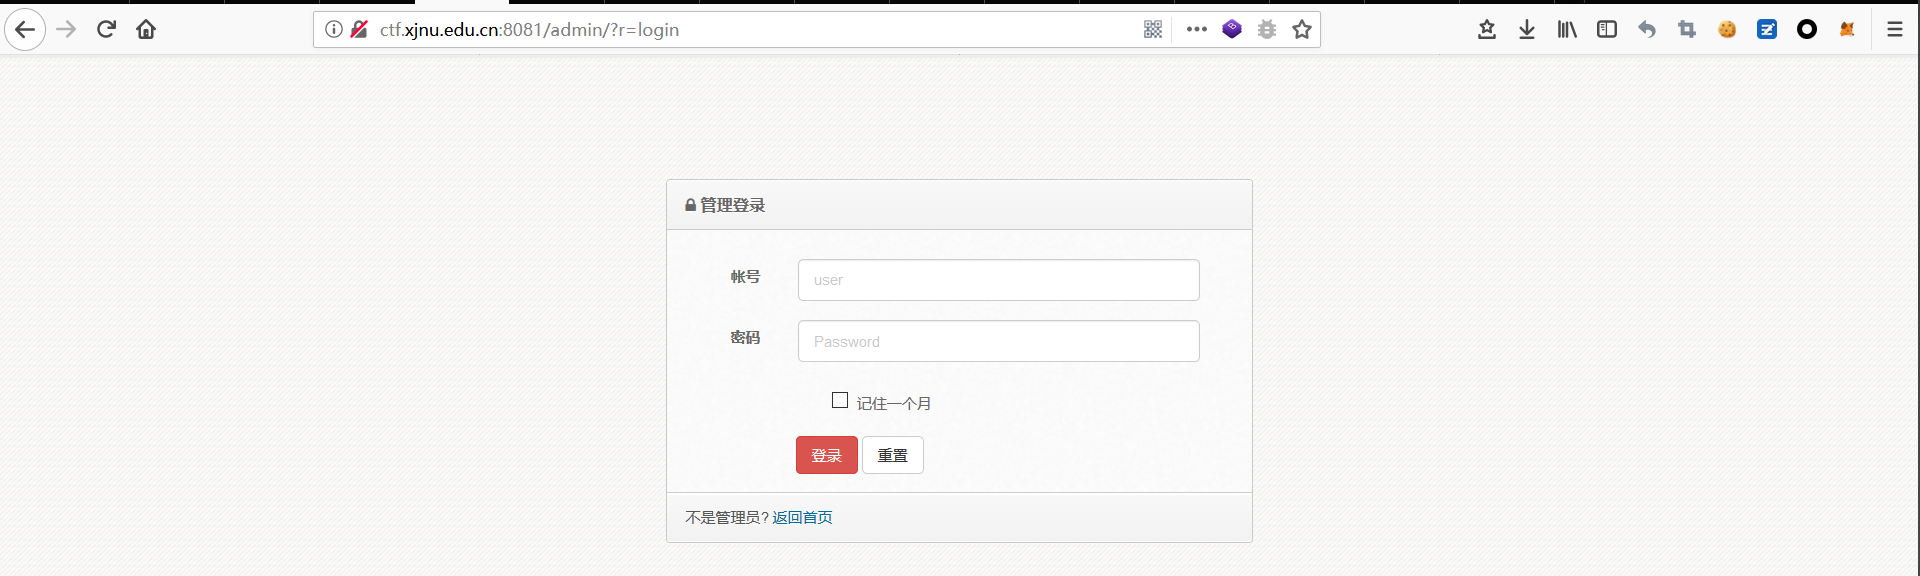 ctf.xjnu.edu.cn:8081/admin/?r=login
管理登录
帐号 user
密码 Password
记住一个月
登录 重置
不是管理员? 返回首页